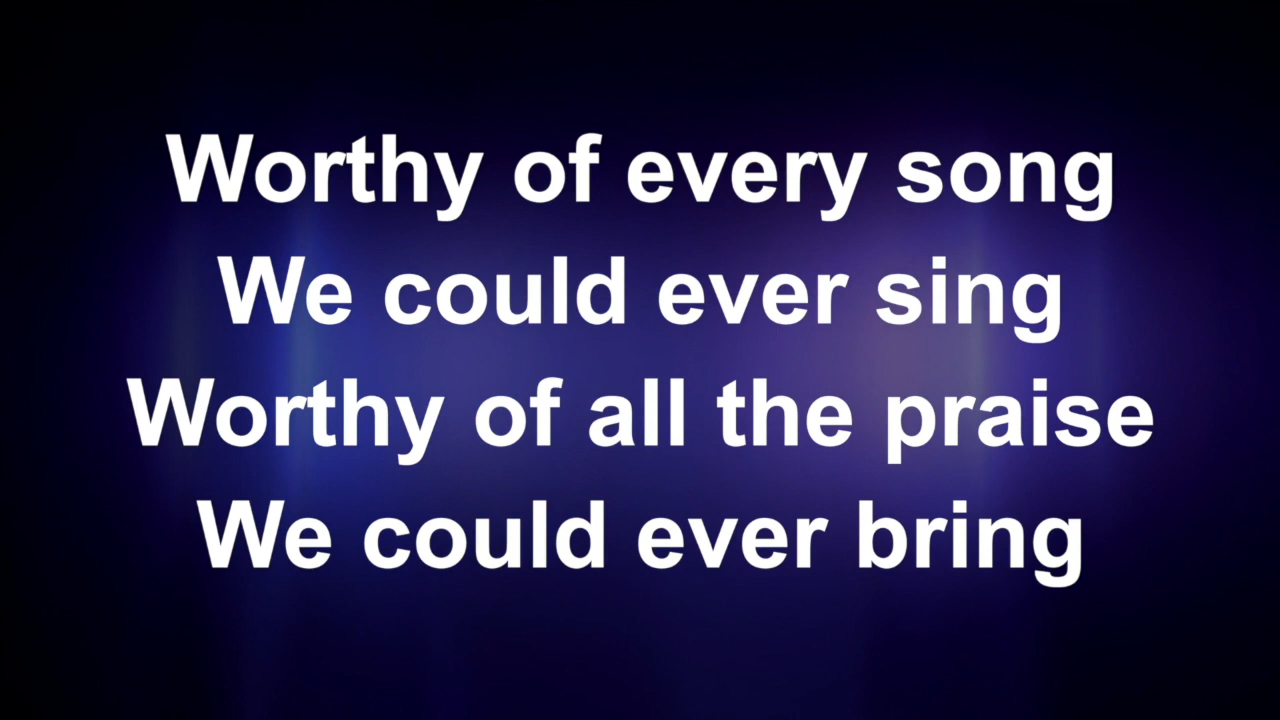 Worthy of every song
We could ever sing
Worthy of all the praise
We could ever bring